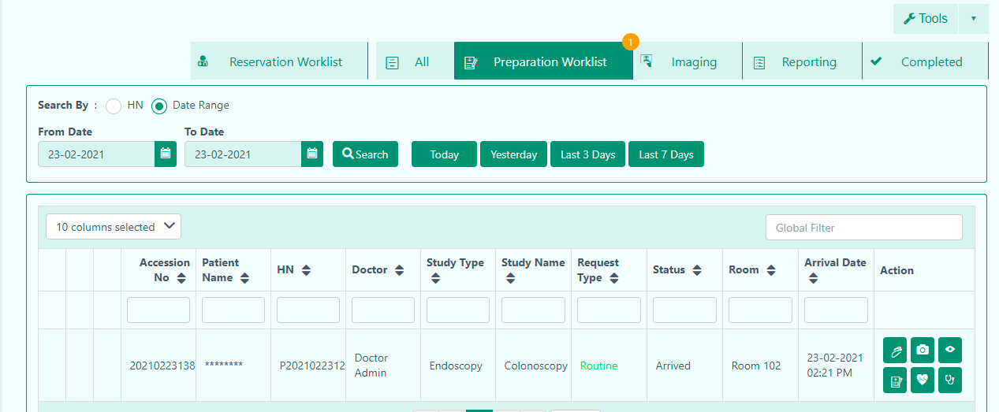 Tools
1
Reservation Worklist All Preparation Worklist Imaging Reporting Completed
Search By : HN Date Range
From Date To Date
23-02-2021 23-02-2021 Search Today Yesterday Last 3 Days Last 7 Days
10 columns selected Global Filter
Accession No Patient Name HN Doctor Study Type Study Name Request Type Status Room Arrival Date Action
20210223138 ******** P2021022312 Doctor Admin Endoscopy Colonoscopy Routine Arrived Room 102 23-02-2021 02:21 PM